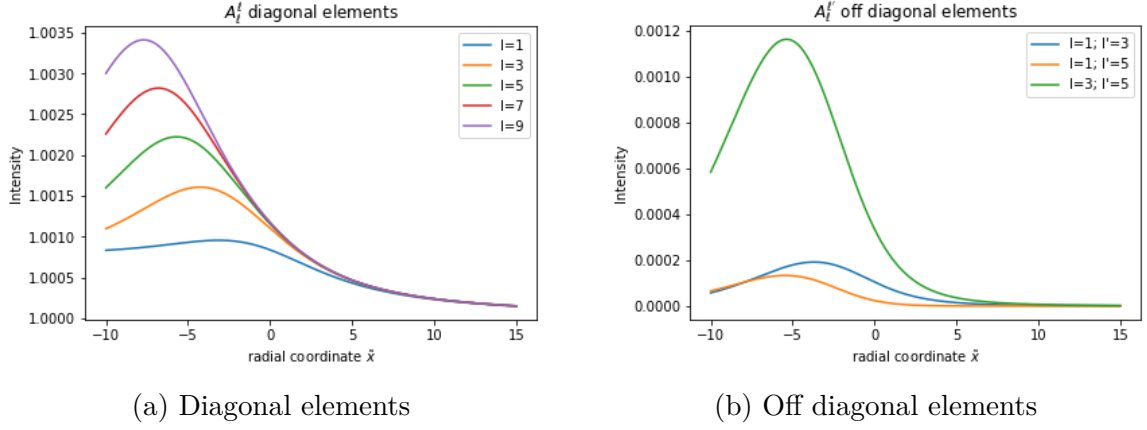 A_ℓ^ℓ diagonal elements
1.0035
1.0030
1.0025
1.0020
1.0015
1.0010
1.0005
1.0000
Intensity
l=1
l=3
l=5
l=7
l=9
−10
−5
0
5
10
15
radial coordinate x̃
(a) Diagonal elements
A_ℓ^ℓ′ off diagonal elements
0.0012
0.0010
0.0008
0.0006
0.0004
0.0002
0.0000
Intensity
l=1; l'=3
l=1; l'=5
l=3; l'=5
−10
−5
0
5
10
15
radial coordinate x̃
(b) Off diagonal elements